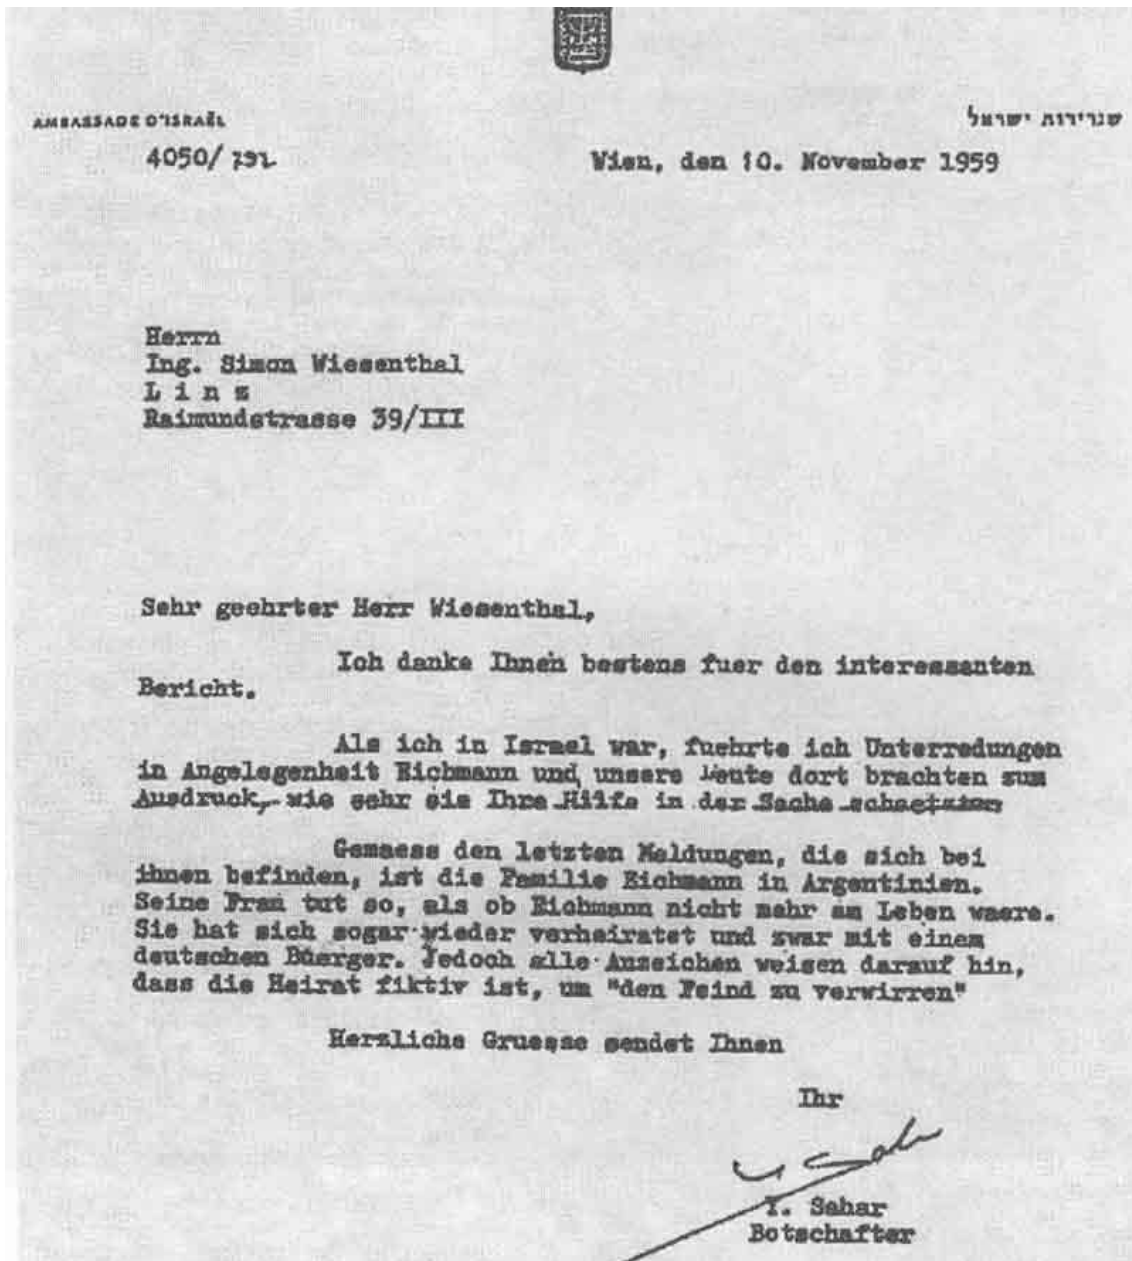 AMBASSADE D'ISRAËL
שגרירות ישראל
4050/
Wien, den 10. November 1959
Herrn
Ing. Simon Wiesenthal
L i n z
Raimundstrasse 39/III
Sehr geehrter Herr Wiesenthal,
Ich danke Ihnen bestens fuer den interessanten
Bericht.
Als ich in Israel war, fuehrte ich Unterredungen
in Angelegenheit Eichmann und unsere Leute dort brachten zum
Ausdruck, wie sehr sie Ihre Hilfe in der Sache schaetzten
Gemaess den letzten Meldungen, die sich bei
ihnen befinden, ist die Familie Eichmann in Argentinien.
Seine Frau tut so, als ob Eichmann nicht mehr am Leben waere.
Sie hat sich sogar wieder verheiratet und zwar mit einem
deutschen Büerger. Jedoch alle Anzeichen weisen darauf hin,
dass die Heirat fiktiv ist, um "den Feind zu verwirren"
Herzliche Gruesse sendet Ihnen
Ihr
Y. Sahar
Botschafter